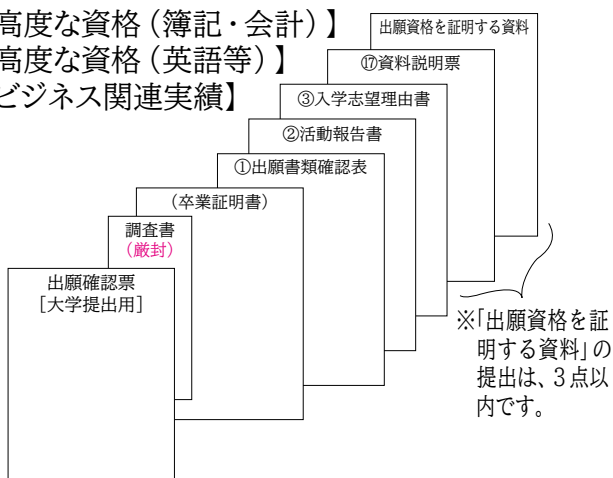 高度な資格（簿記・会計）】
高度な資格（英語等）】
ビジネス関連実績】
出願資格を証明する資料
⑰資料説明票
③入学志望理由書
②活動報告書
①出願書類確認表
（卒業証明書）
調査書
（厳封）
出願確認票
［大学提出用］
※「出願資格を証
明する資料」の
提出は、3点以
内です。